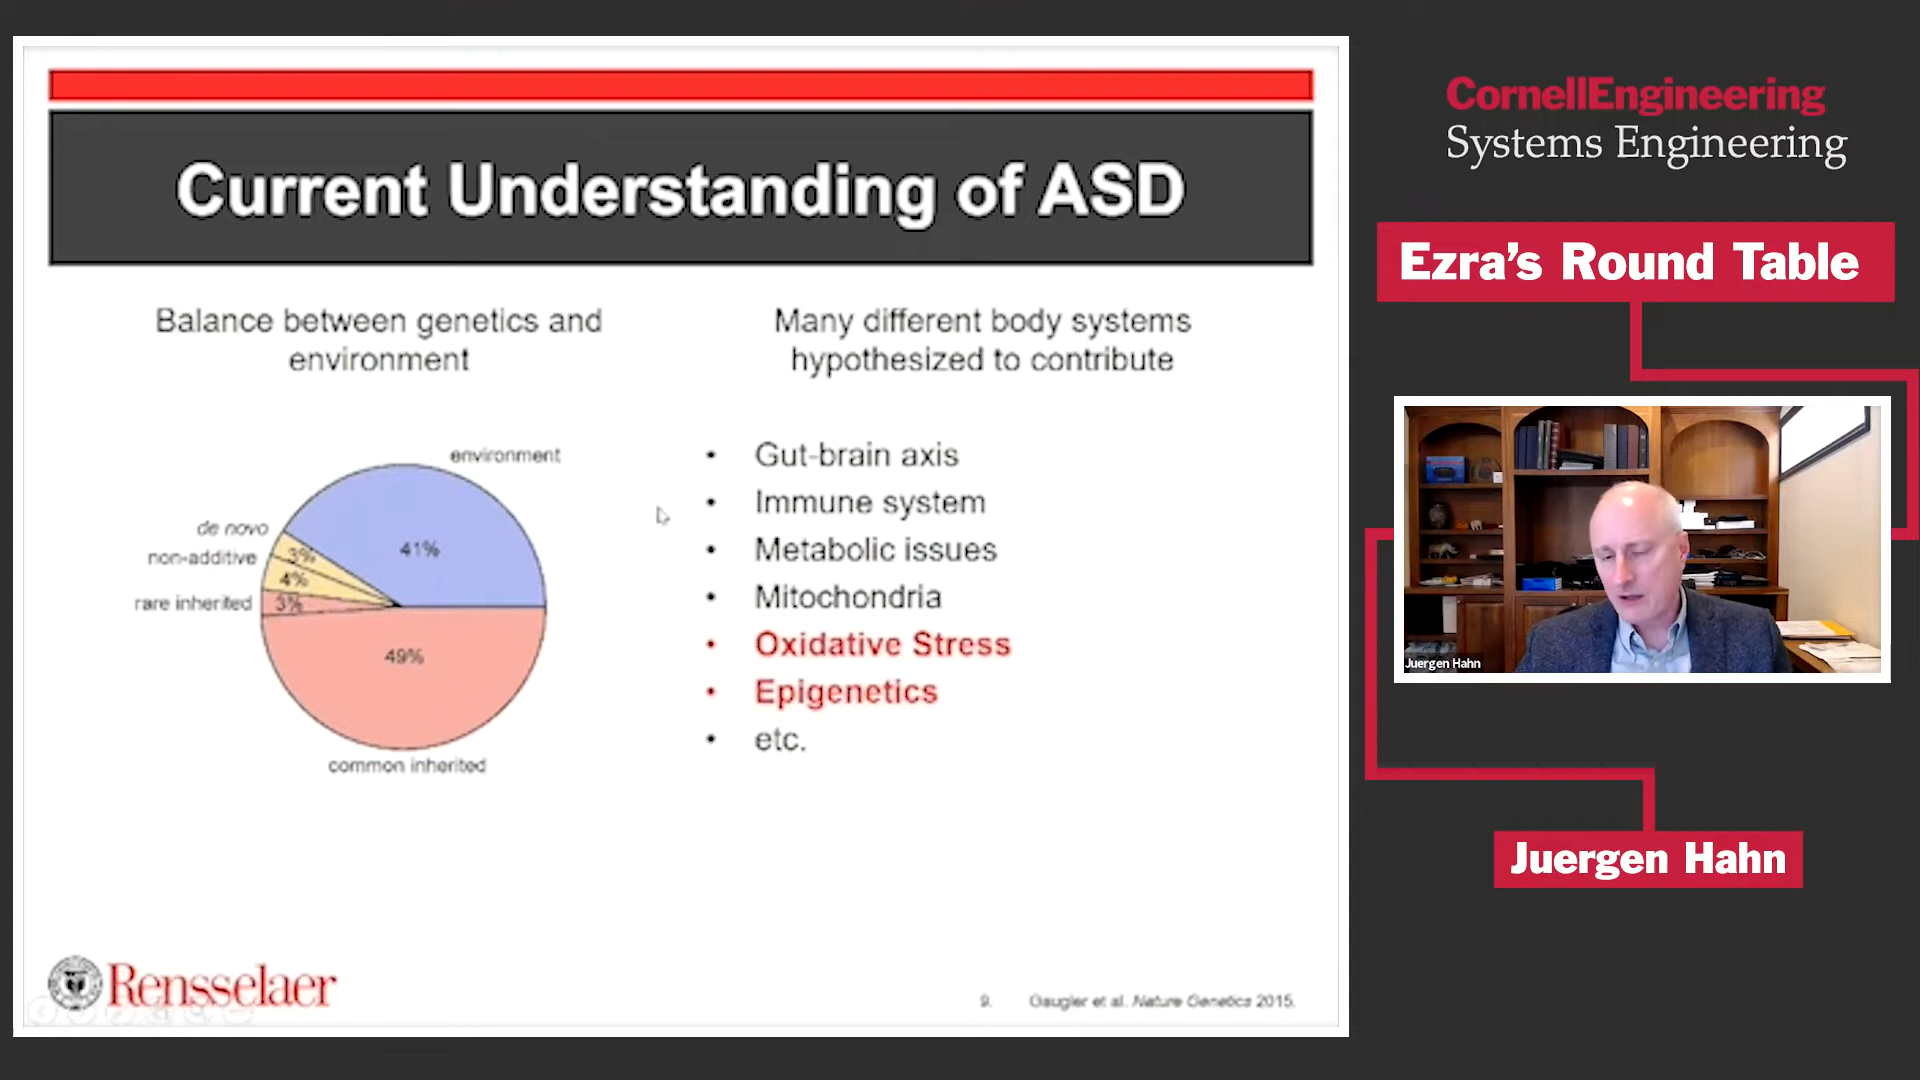 Current Understanding of ASD
Balance between genetics and
environment
environment
de novo
non-additive
rare inherited
3%
4%
3%
41%
49%
common inherited
Many different body systems
hypothesized to contribute
• Gut-brain axis
• Immune system
• Metabolic issues
• Mitochondria
• Oxidative Stress
• Epigenetics
• etc.
Rensselaer
9. Gaugler et al. Nature Genetics 2015.
CornellEngineering
Systems Engineering
Ezra's Round Table
Juergen Hahn
Juergen Hahn